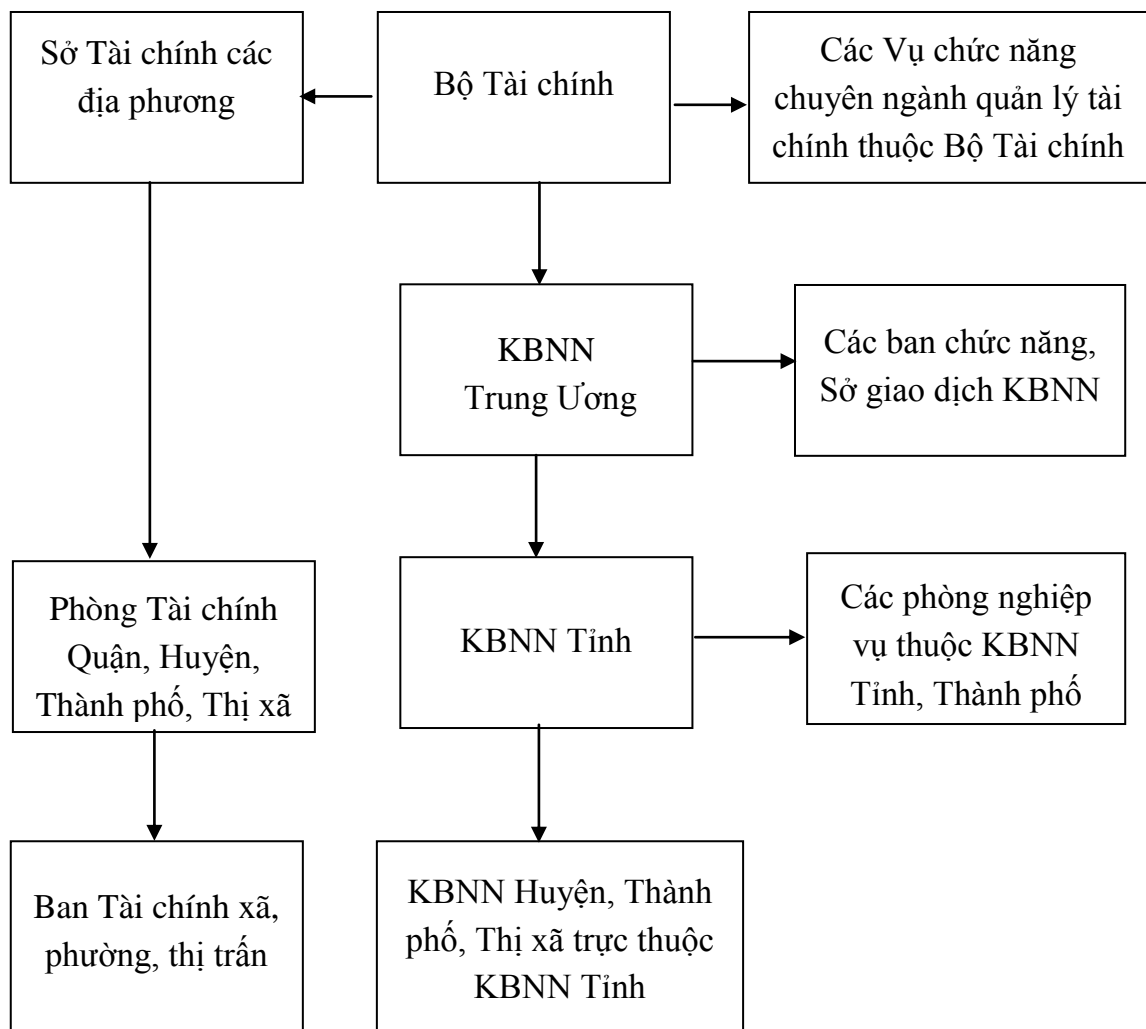 Sở Tài chính các
địa phương
Bộ Tài chính
Các Vụ chức năng
chuyên ngành quản lý tài
chính thuộc Bộ Tài chính
KBNN
Trung Ương
Các ban chức năng,
Sở giao dịch KBNN
Phòng Tài chính
Quận, Huyện,
Thành phố, Thị xã
KBNN Tỉnh
Các phòng nghiệp
vụ thuộc KBNN
Tỉnh, Thành phố
Ban Tài chính xã,
phường, thị trấn
KBNN Huyện, Thành
phố, Thị xã trực thuộc
KBNN Tỉnh